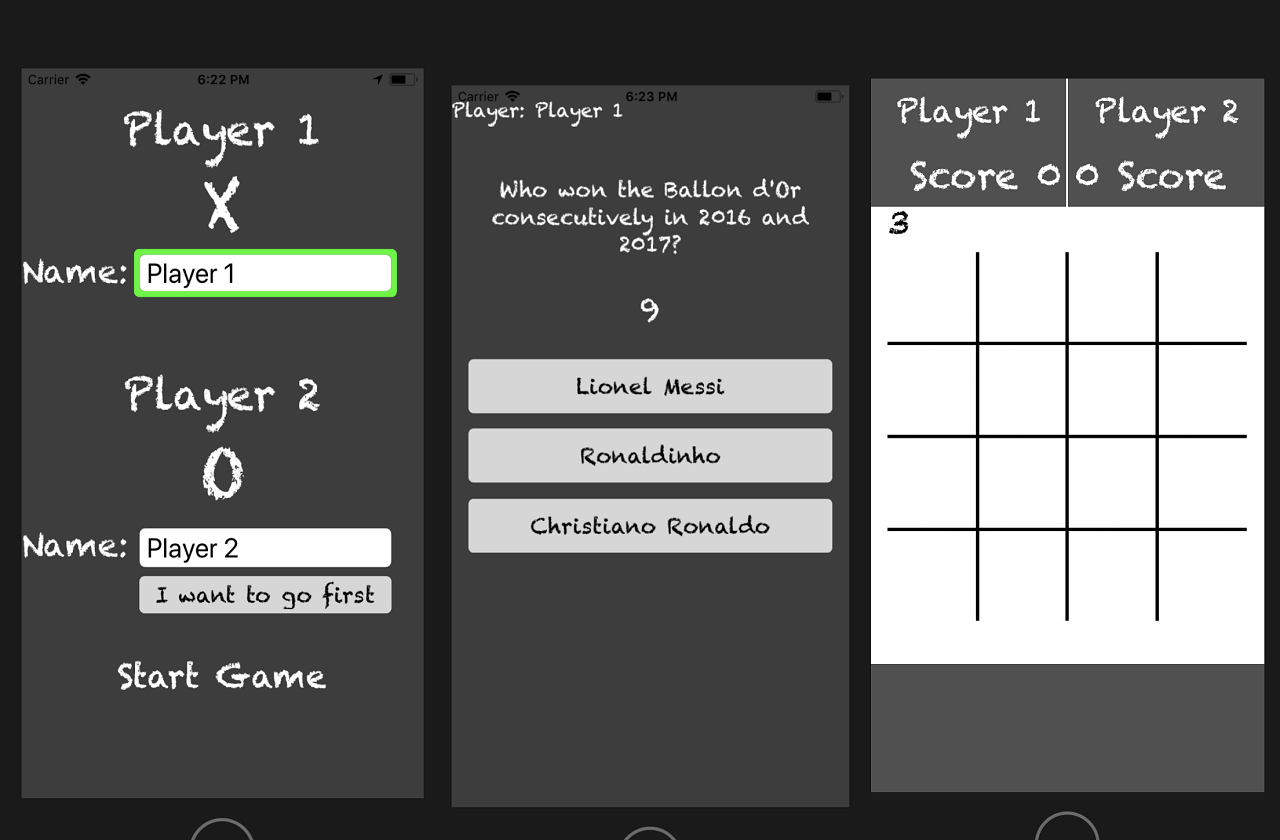 Carrier 6:22 PM
Player 1
X
Name: Player 1
Player 2
O
Name: Player 2
I want to go first
Start Game
Carrier 6:23 PM
Player: Player 1
Who won the Ballon d'Or
consecutively in 2016 and
2017?
9
Lionel Messi
Ronaldinho
Christiano Ronaldo
Player 1 Player 2
Score 0 0 Score
3